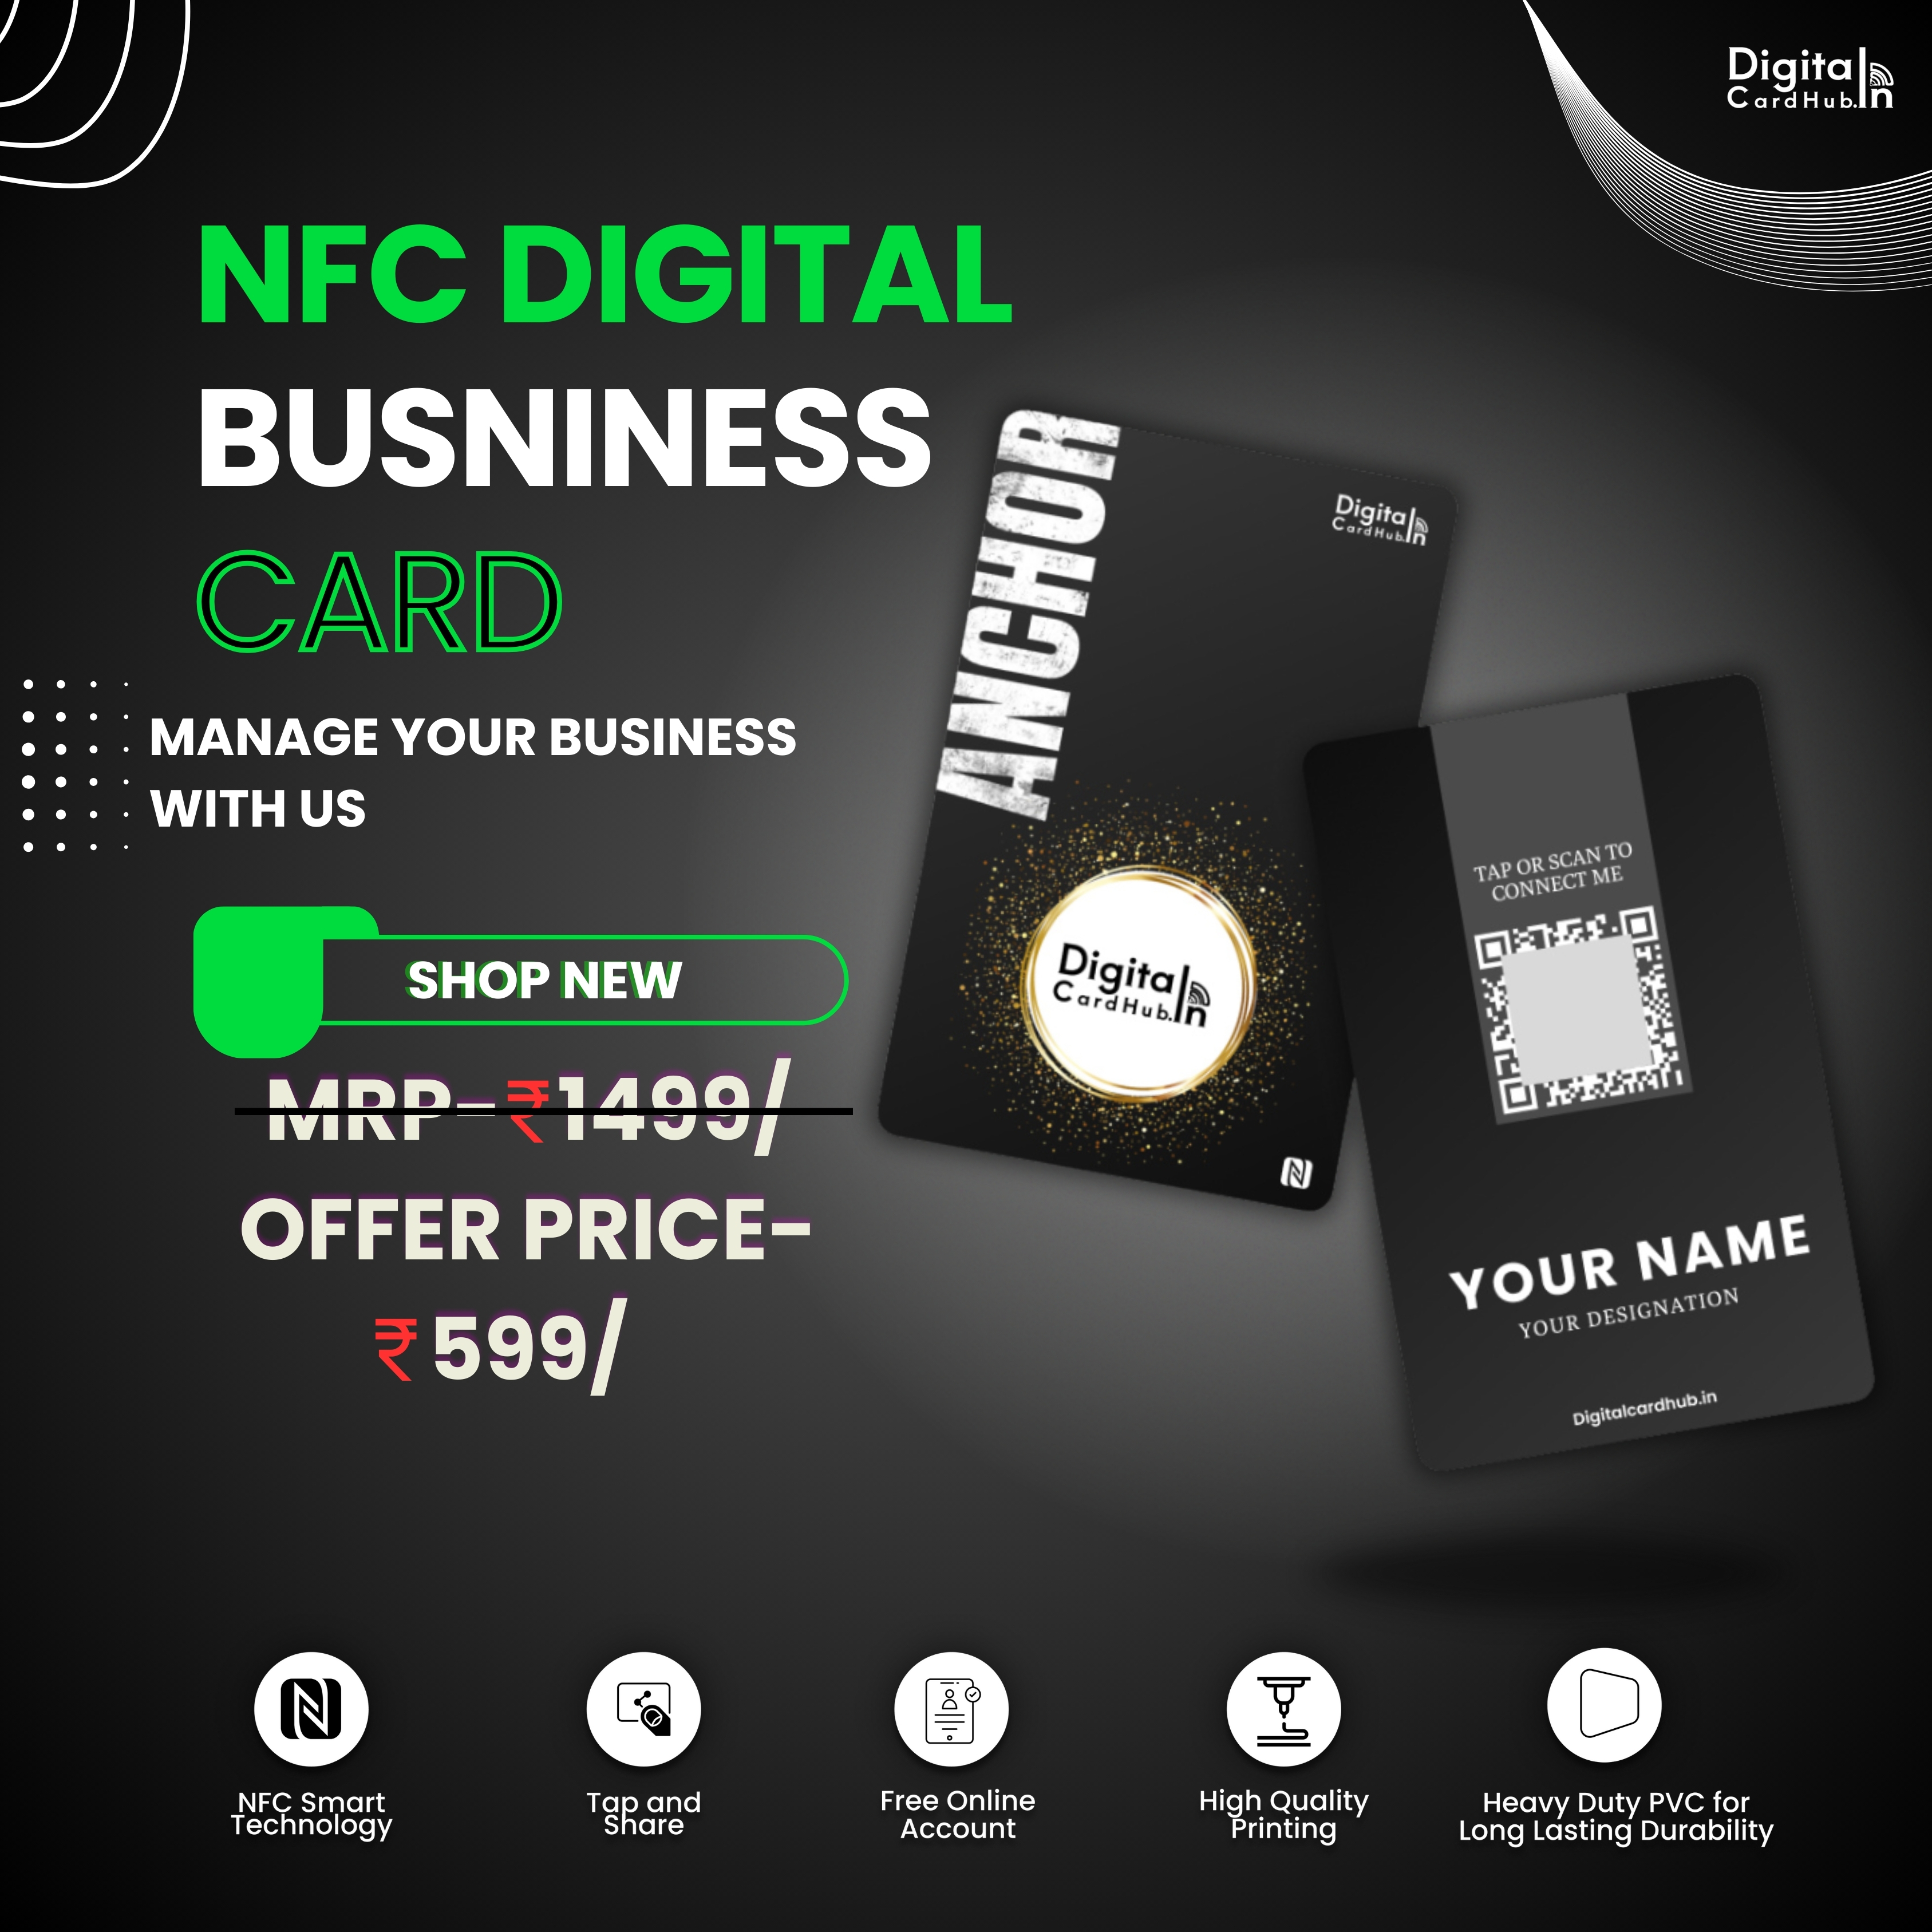 Digital
CardHub.In
NFC DIGITAL
BUSNINESS
CARD
MANAGE YOUR BUSINESS
WITH US
SHOP NEW
MRP-₹1499/
OFFER PRICE-
₹599/
ANCHOR
Digital
CardHub.In
Digital
CardHub.In
TAP OR SCAN TO
CONNECT ME
YOUR NAME
YOUR DESIGNATION
Digitalcardhub.in
NFC Smart
Technology
Tap and
Share
Free Online
Account
High Quality
Printing
Heavy Duty PVC for
Long Lasting Durability